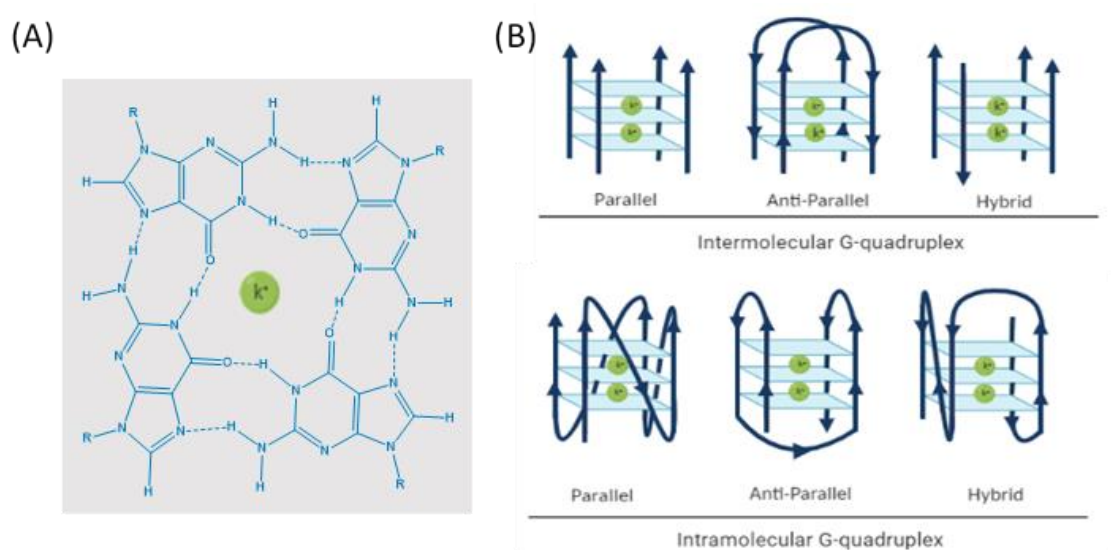 (A)
(B)
H
R
H
N
N
N
H
N
N
R
H
N
H
N
H
O
N
O
H
N
N
H
k⁺
H
H
N
N
H
N
O
H
N
N
O
H
N
N
R
N
N
H
N
N
H
N
N
H
H
R
k⁺
k⁺
k⁺
k⁺
k⁺
k⁺
Parallel
Anti-Parallel
Hybrid
Intermolecular G-quadruplex
k⁺
k⁺
k⁺
k⁺
k⁺
k⁺
Parallel
Anti-Parallel
Hybrid
Intramolecular G-quadruplex